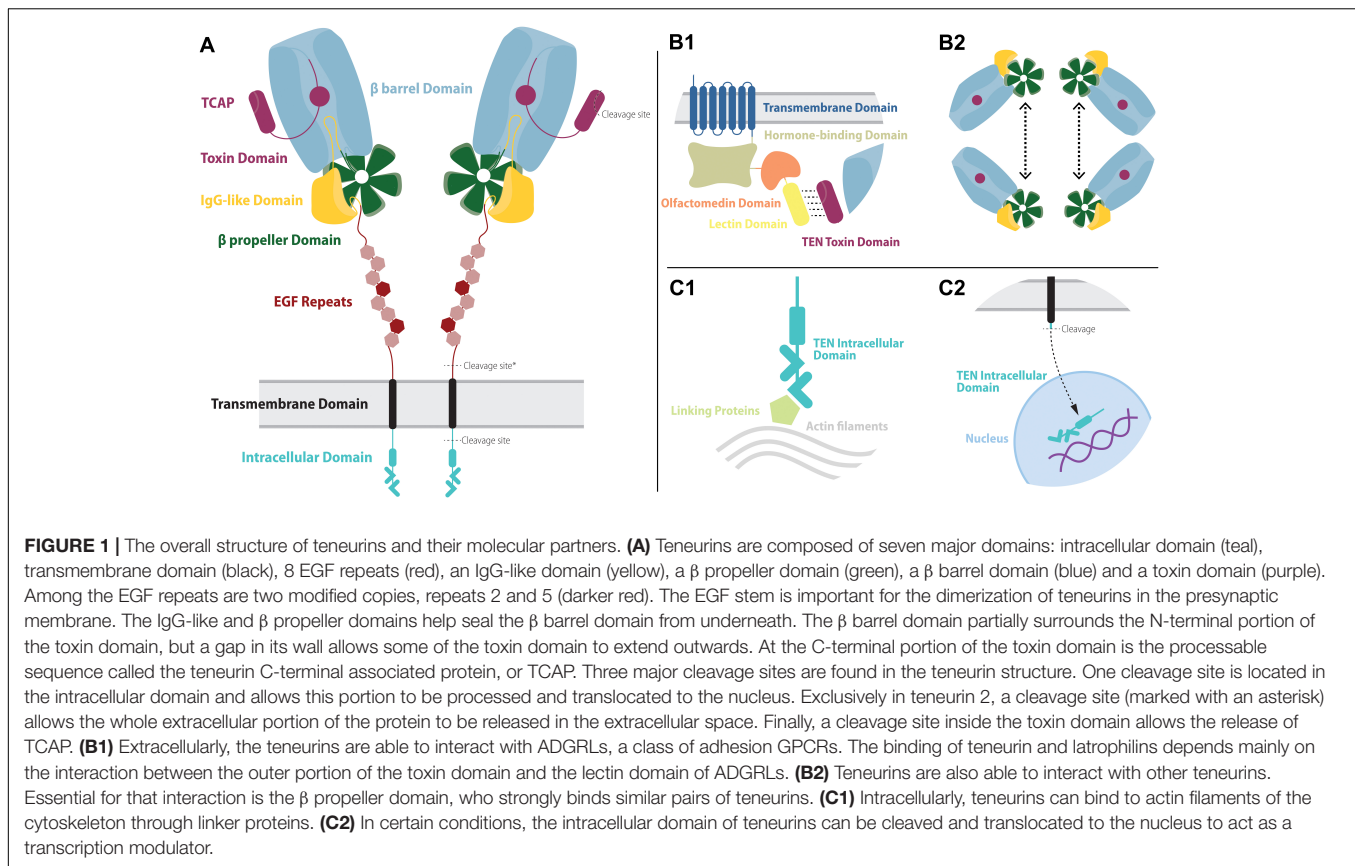 A
TCAP
β barrel Domain
Cleavage site
Toxin Domain
IgG-like Domain
β propeller Domain
EGF Repeats
Cleavage site*
Transmembrane Domain
Cleavage site
Intracellular Domain
B1
Transmembrane Domain
Hormone-binding Domain
Olfactomedin Domain
Lectin Domain
TEN Toxin Domain
B2
C1
TEN Intracellular
Domain
Linking Proteins
Actin filaments
C2
Cleavage
TEN Intracellular
Domain
Nucleus
FIGURE 1 | The overall structure of teneurins and their molecular partners. (A) Teneurins are composed of seven major domains: intracellular domain (teal),
transmembrane domain (black), 8 EGF repeats (red), an IgG-like domain (yellow), a β propeller domain (green), a β barrel domain (blue) and a toxin domain (purple).
Among the EGF repeats are two modified copies, repeats 2 and 5 (darker red). The EGF stem is important for the dimerization of teneurins in the presynaptic
membrane. The IgG-like and β propeller domains help seal the β barrel domain from underneath. The β barrel domain partially surrounds the N-terminal portion of
the toxin domain, but a gap in its wall allows some of the toxin domain to extend outwards. At the C-terminal portion of the toxin domain is the processable
sequence called the teneurin C-terminal associated protein, or TCAP. Three major cleavage sites are found in the teneurin structure. One cleavage site is located in
the intracellular domain and allows this portion to be processed and translocated to the nucleus. Exclusively in teneurin 2, a cleavage site (marked with an asterisk)
allows the whole extracellular portion of the protein to be released in the extracellular space. Finally, a cleavage site inside the toxin domain allows the release of
TCAP. (B1) Extracellularly, the teneurins are able to interact with ADGRLs, a class of adhesion GPCRs. The binding of teneurin and latrophilins depends mainly on
the interaction between the outer portion of the toxin domain and the lectin domain of ADGRLs. (B2) Teneurins are also able to interact with other teneurins.
Essential for that interaction is the β propeller domain, who strongly binds similar pairs of teneurins. (C1) Intracellularly, teneurins can bind to actin filaments of the
cytoskeleton through linker proteins. (C2) In certain conditions, the intracellular domain of teneurins can be cleaved and translocated to the nucleus to act as a
transcription modulator.